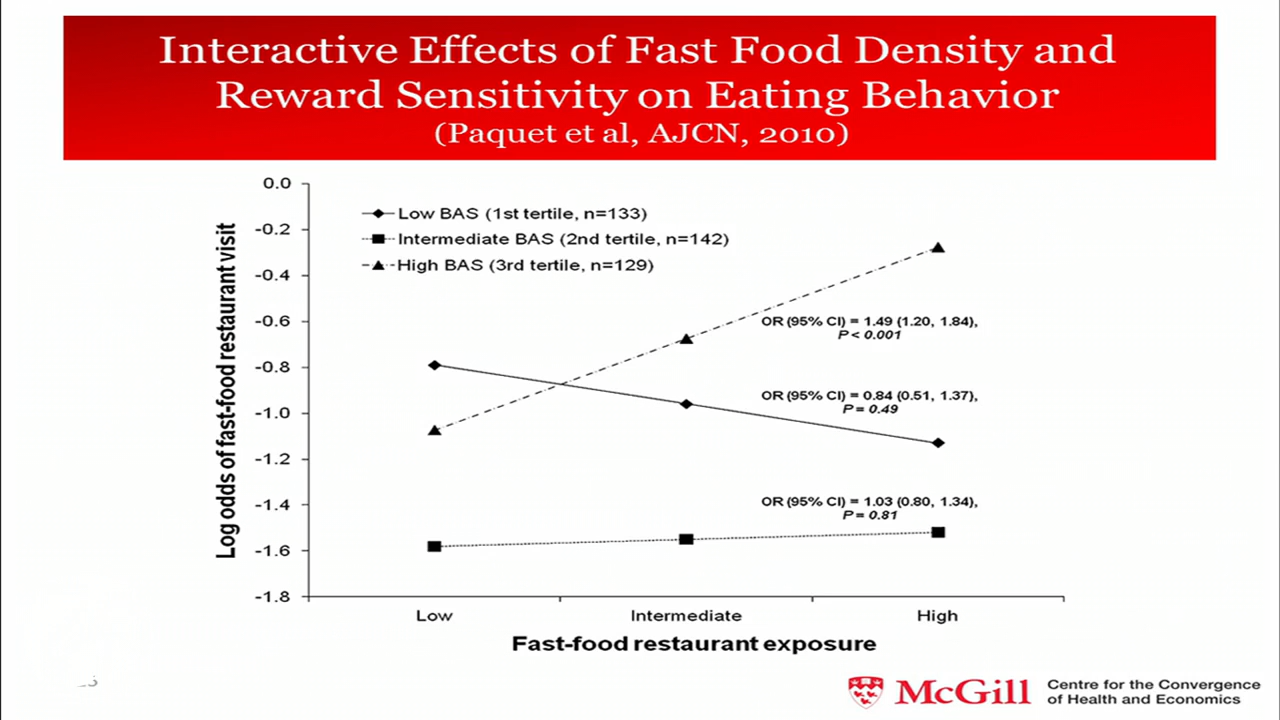 Interactive Effects of Fast Food Density and
Reward Sensitivity on Eating Behavior
(Paquet et al, AJCN, 2010)
0.0
-0.2
-0.4
-0.6
-0.8
-1.0
-1.2
-1.4
-1.6
-1.8
Log odds of fast-food restaurant visit
Low BAS (1st tertile, n=133)
Intermediate BAS (2nd tertile, n=142)
High BAS (3rd tertile, n=129)
OR (95% CI) = 1.49 (1.20, 1.84),
P < 0.001
OR (95% CI) = 0.84 (0.51, 1.37),
P = 0.49
OR (95% CI) = 1.03 (0.80, 1.34),
P = 0.81
Low Intermediate High
Fast-food restaurant exposure
McGill
Centre for the Convergence
of Health and Economics